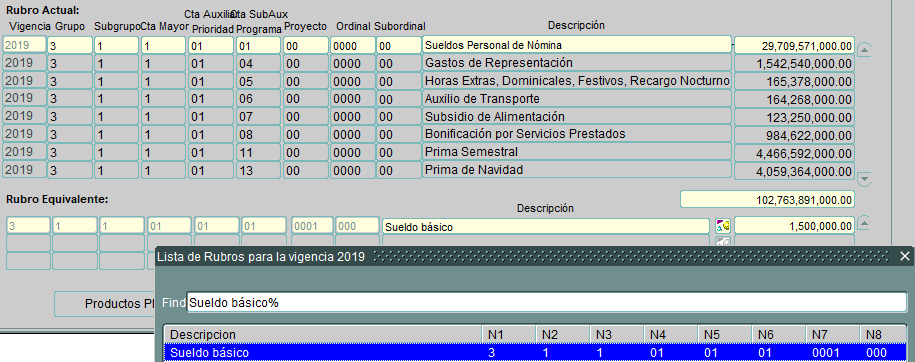 Rubro Actual:
Vigencia Grupo Subgrupo Cta Mayor Cta Auxiliar Prioridad Cta SubAux Programa Proyecto Ordinal Subordinal Descripción
2019 3 1 1 01 01 00 0000 00 Sueldos Personal de Nómina 29,709,571,000.00
2019 3 1 1 01 04 00 0000 00 Gastos de Representación 1,542,540,000.00
2019 3 1 1 01 05 00 0000 00 Horas Extras, Dominicales, Festivos, Recargo Nocturno 165,378,000.00
2019 3 1 1 01 06 00 0000 00 Auxilio de Transporte 164,268,000.00
2019 3 1 1 01 07 00 0000 00 Subsidio de Alimentación 123,250,000.00
2019 3 1 1 01 08 00 0000 00 Bonificación por Servicios Prestados 984,622,000.00
2019 3 1 1 01 11 00 0000 00 Prima Semestral 4,466,592,000.00
2019 3 1 1 01 13 00 0000 00 Prima de Navidad 4,059,364,000.00
Rubro Equivalente: Descripción 102,763,891,000.00
3 1 1 01 01 01 0001 000 Sueldo básico 1,500,000.00
Lista de Rubros para la vigencia 2019
Productos Pl
Find Sueldo básico%
Descripcion N1 N2 N3 N4 N5 N6 N7 N8
Sueldo básico 3 1 1 01 01 01 0001 000